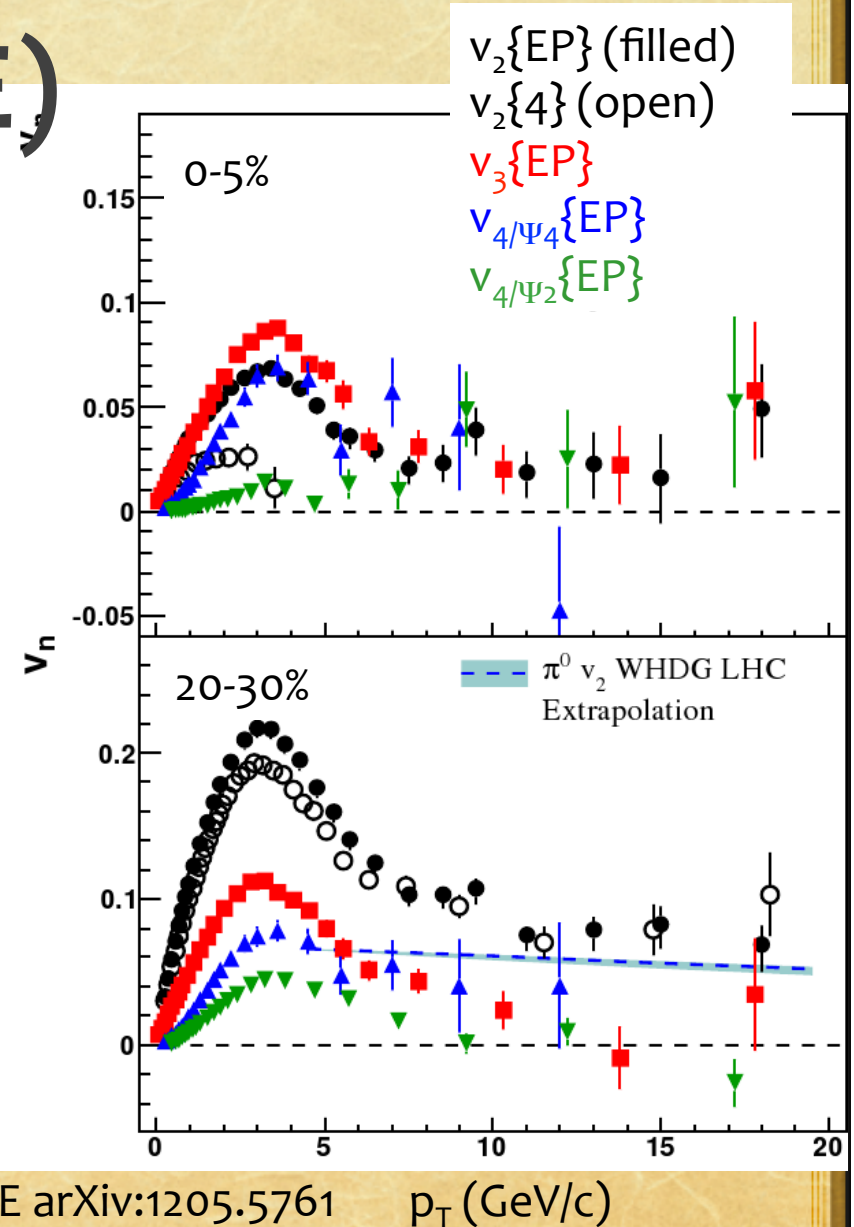 E)
v₂{EP} (filled)
v₂{4} (open)
v₃{EP}
v₄/Ψ4{EP}
v₄/Ψ2{EP}
vₙ
0-5%
0.15
0.1
0.05
0
-0.05
vₙ
20-30%
π⁰ v₂ WHDG LHC
Extrapolation
0.2
0.1
0
0 5 10 15 20
E arXiv:1205.5761 p_T (GeV/c)